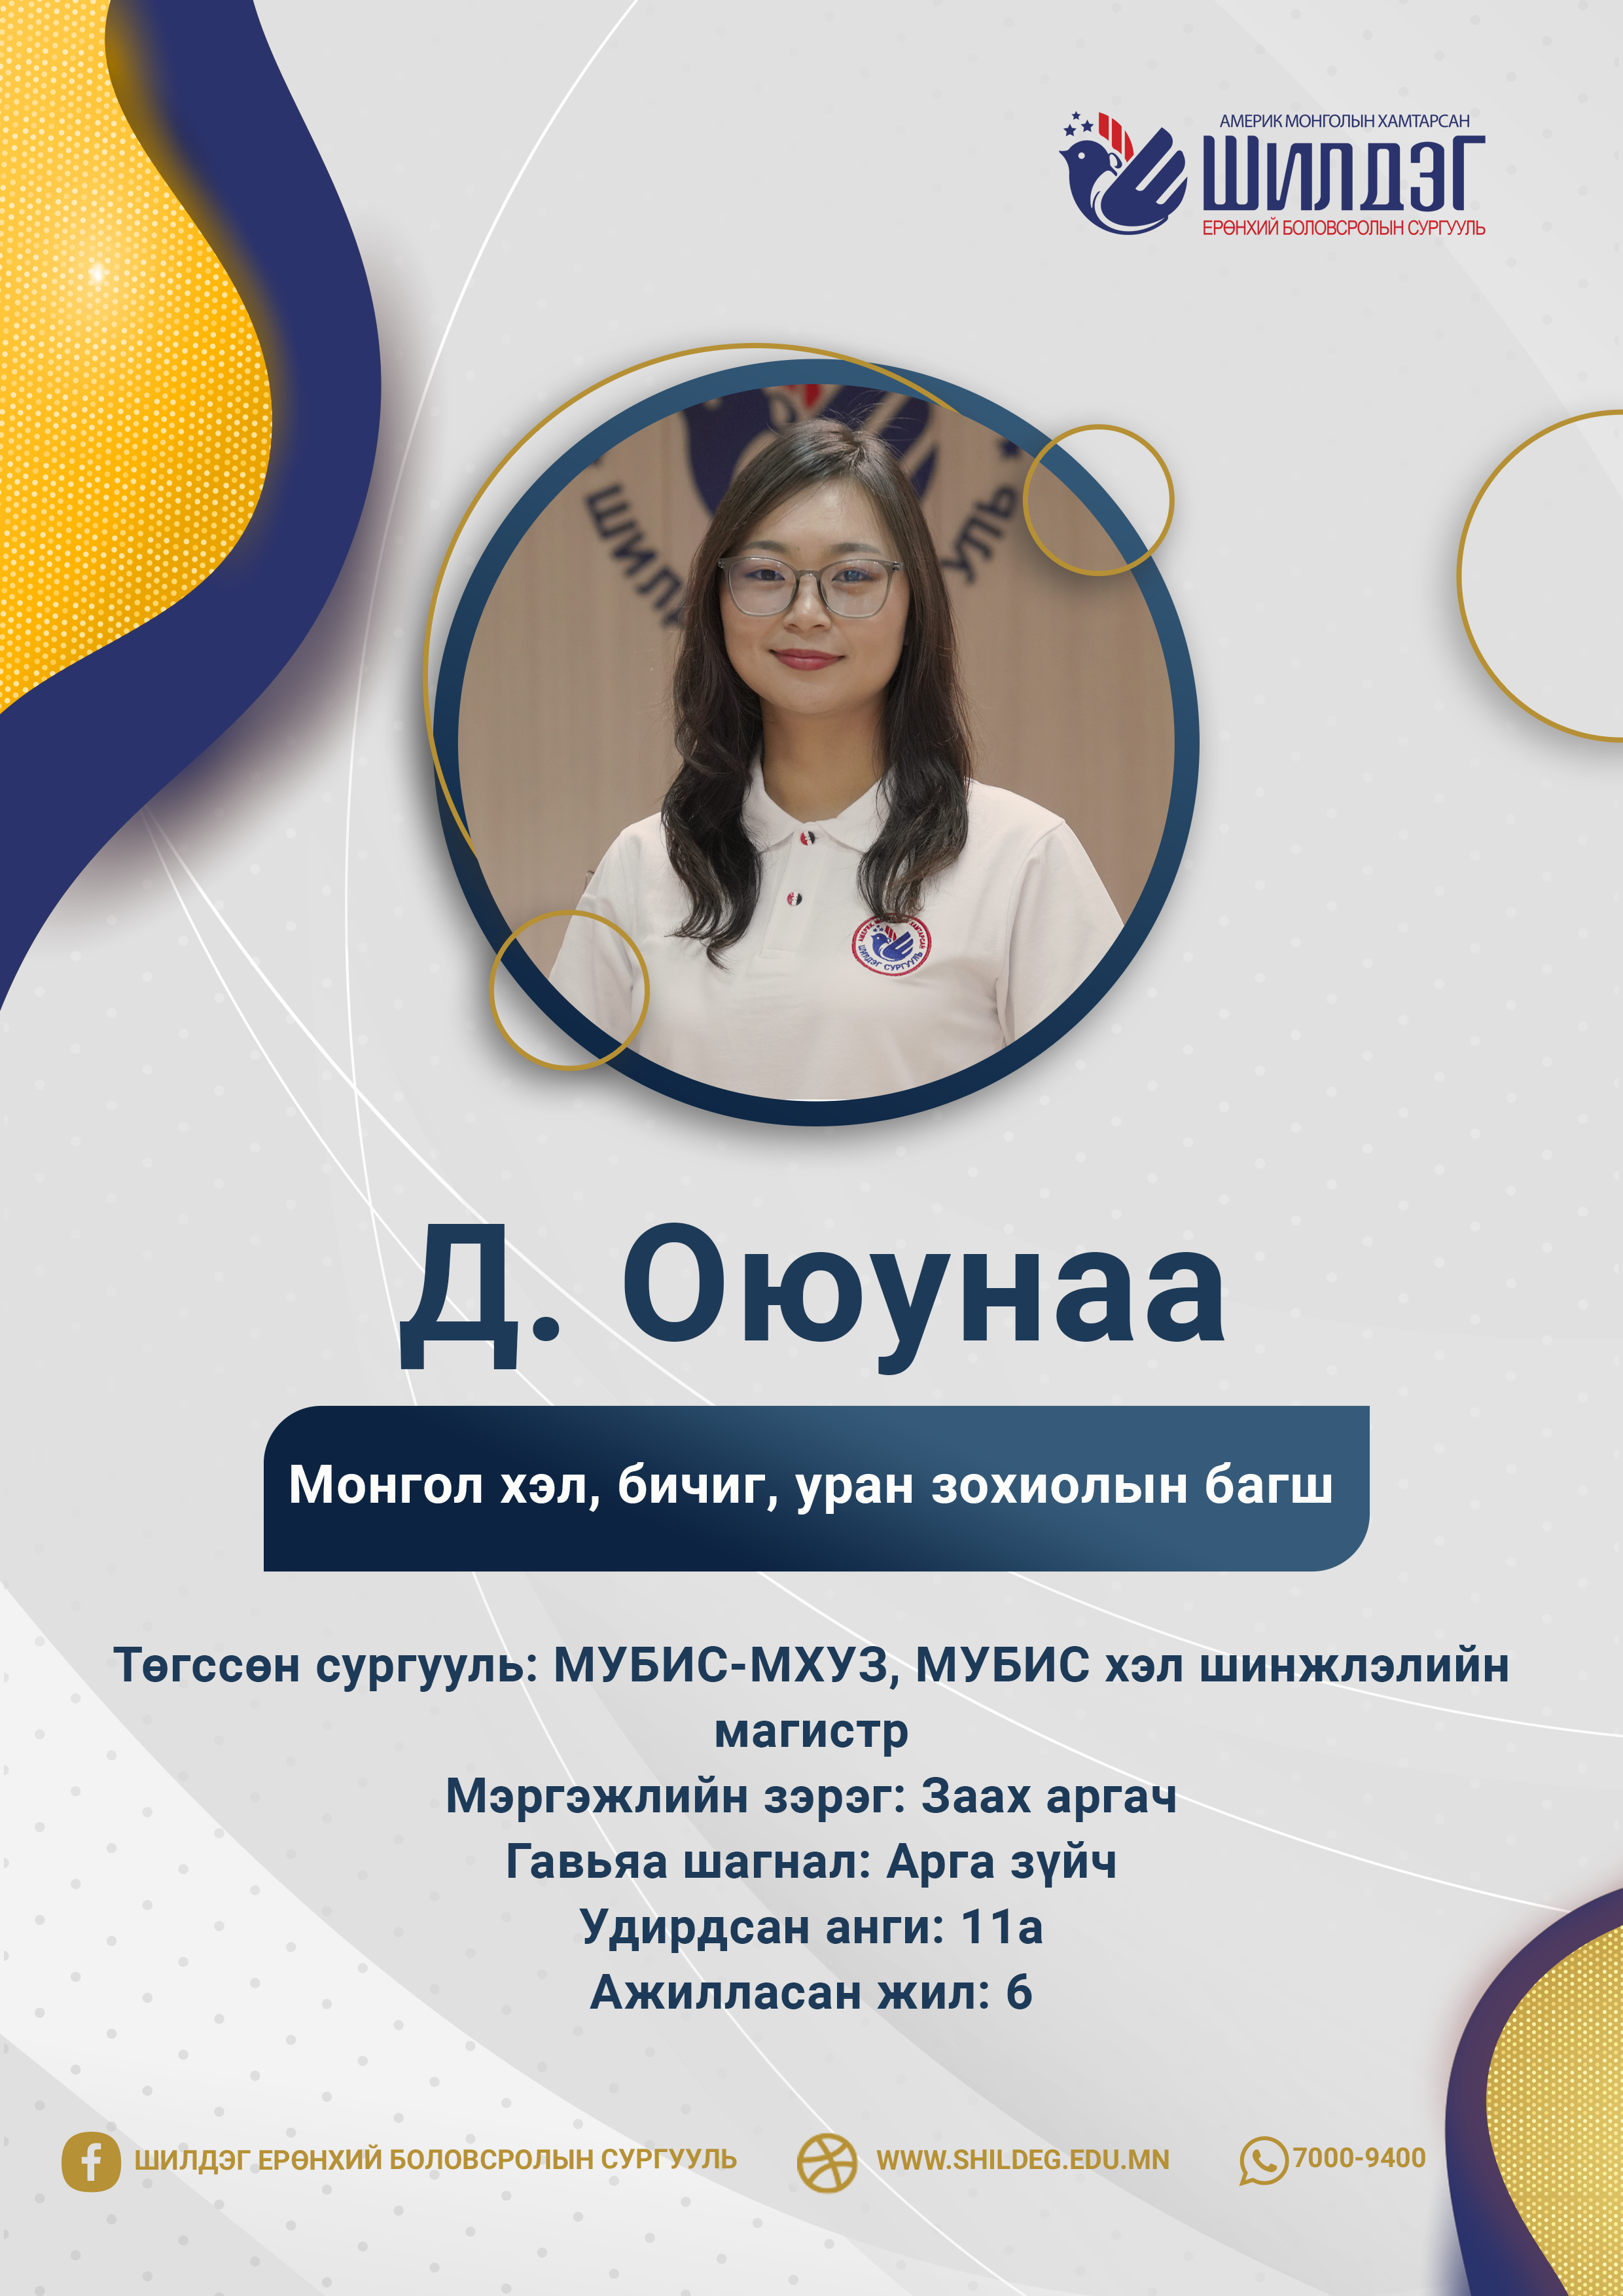 АМЕРИК МОНГОЛЫН ХАМТАРСАН
ШИЛДЭГ
ЕРӨНХИЙ БОЛОВСРОЛЫН СУРГУУЛЬ
Д. Оюунаа
Монгол хэл, бичиг, уран зохиолын багш
Төгссөн сургууль: МУБИС-МХУЗ, МУБИС хэл шинжлэлийн
магистр
Мэргэжлийн зэрэг: Заах аргач
Гавьяа шагнал: Арга зүйч
Удирдсан анги: 11а
Ажилласан жил: 6
ШИЛДЭГ ЕРӨНХИЙ БОЛОВСРОЛЫН СУРГУУЛЬ
WWW.SHILDEG.EDU.MN
7000-9400